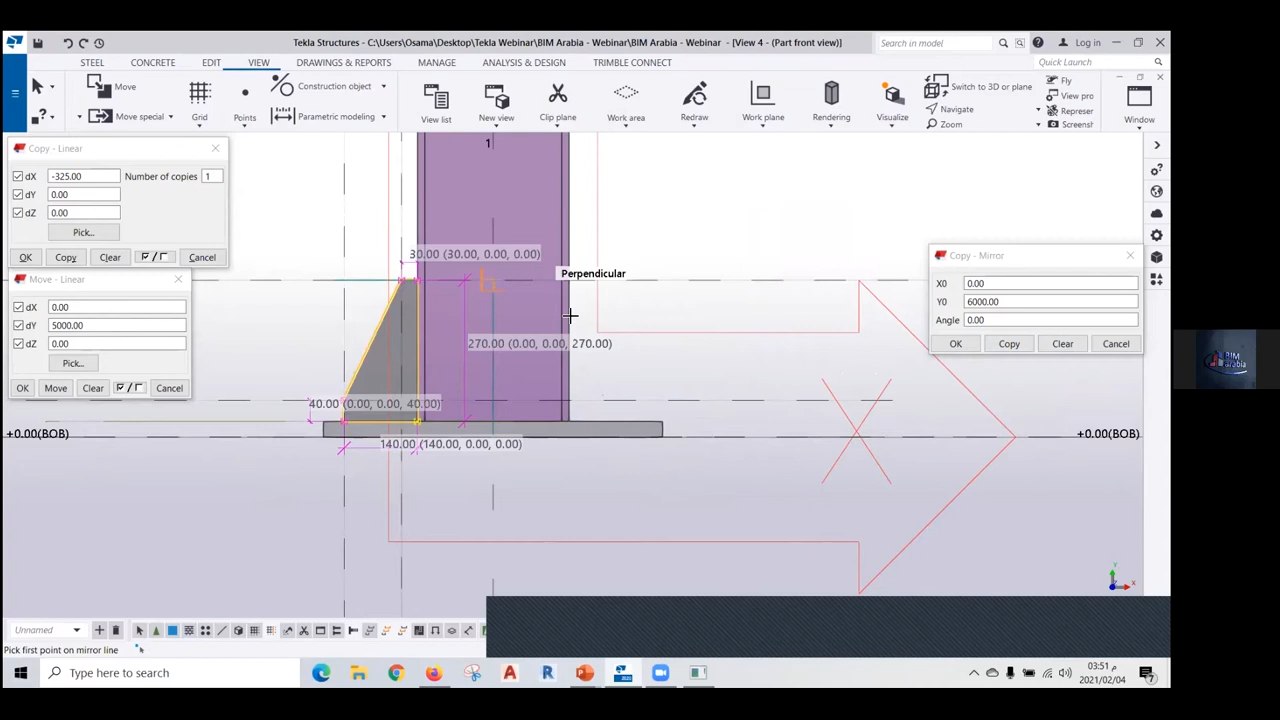 Tekla Structures - C:\Users\Osama\Desktop\Tekla Webinar\BIM Arabia - Webinar\BIM Arabia - Webinar - [View 4 - (Part front view)]
Search in model
Log in
STEEL
CONCRETE
EDIT
VIEW
DRAWINGS & REPORTS
MANAGE
ANALYSIS & DESIGN
TRIMBLE CONNECT
Quick Launch
Move
Move special
Grid
Points
Construction object
Parametric modeling
View list
New view
Clip plane
Work area
Redraw
Work plane
Rendering
Visualize
Switch to 3D or plane
Navigate
Zoom
Fly
View pro
Represer
Screensh
Window
Copy - Linear
dX -325.00 Number of copies 1
dY 0.00
dZ 0.00
Pick...
OK Copy Clear Cancel
Move - Linear
dX 0.00
dY 5000.00
dZ 0.00
Pick...
OK Move Clear Cancel
1
30.00 (30.00, 0.00, 0.00)
Perpendicular
270.00 (0.00, 0.00, 270.00)
40.00 (0.00, 0.00, 40.00)
140.00 (140.00, 0.00, 0.00)
+0.00(BOB)
+0.00(BOB)
Copy - Mirror
X0 0.00
Y0 6000.00
Angle 0.00
OK Copy Clear Cancel
BIM
arabia
Unnamed
Pick first point on mirror line
Type here to search
03:51 م
2021/02/04
7